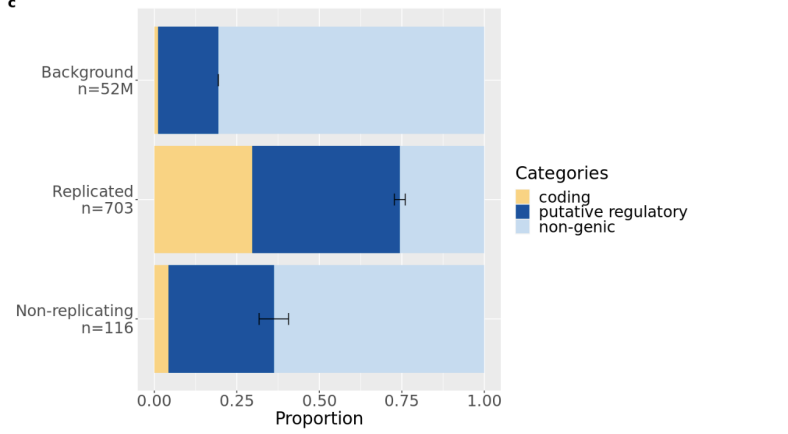 c
Background
n=52M
Replicated
n=703
Non-replicating
n=116
0.00 0.25 0.50 0.75 1.00
Proportion
Categories
coding
putative regulatory
non-genic